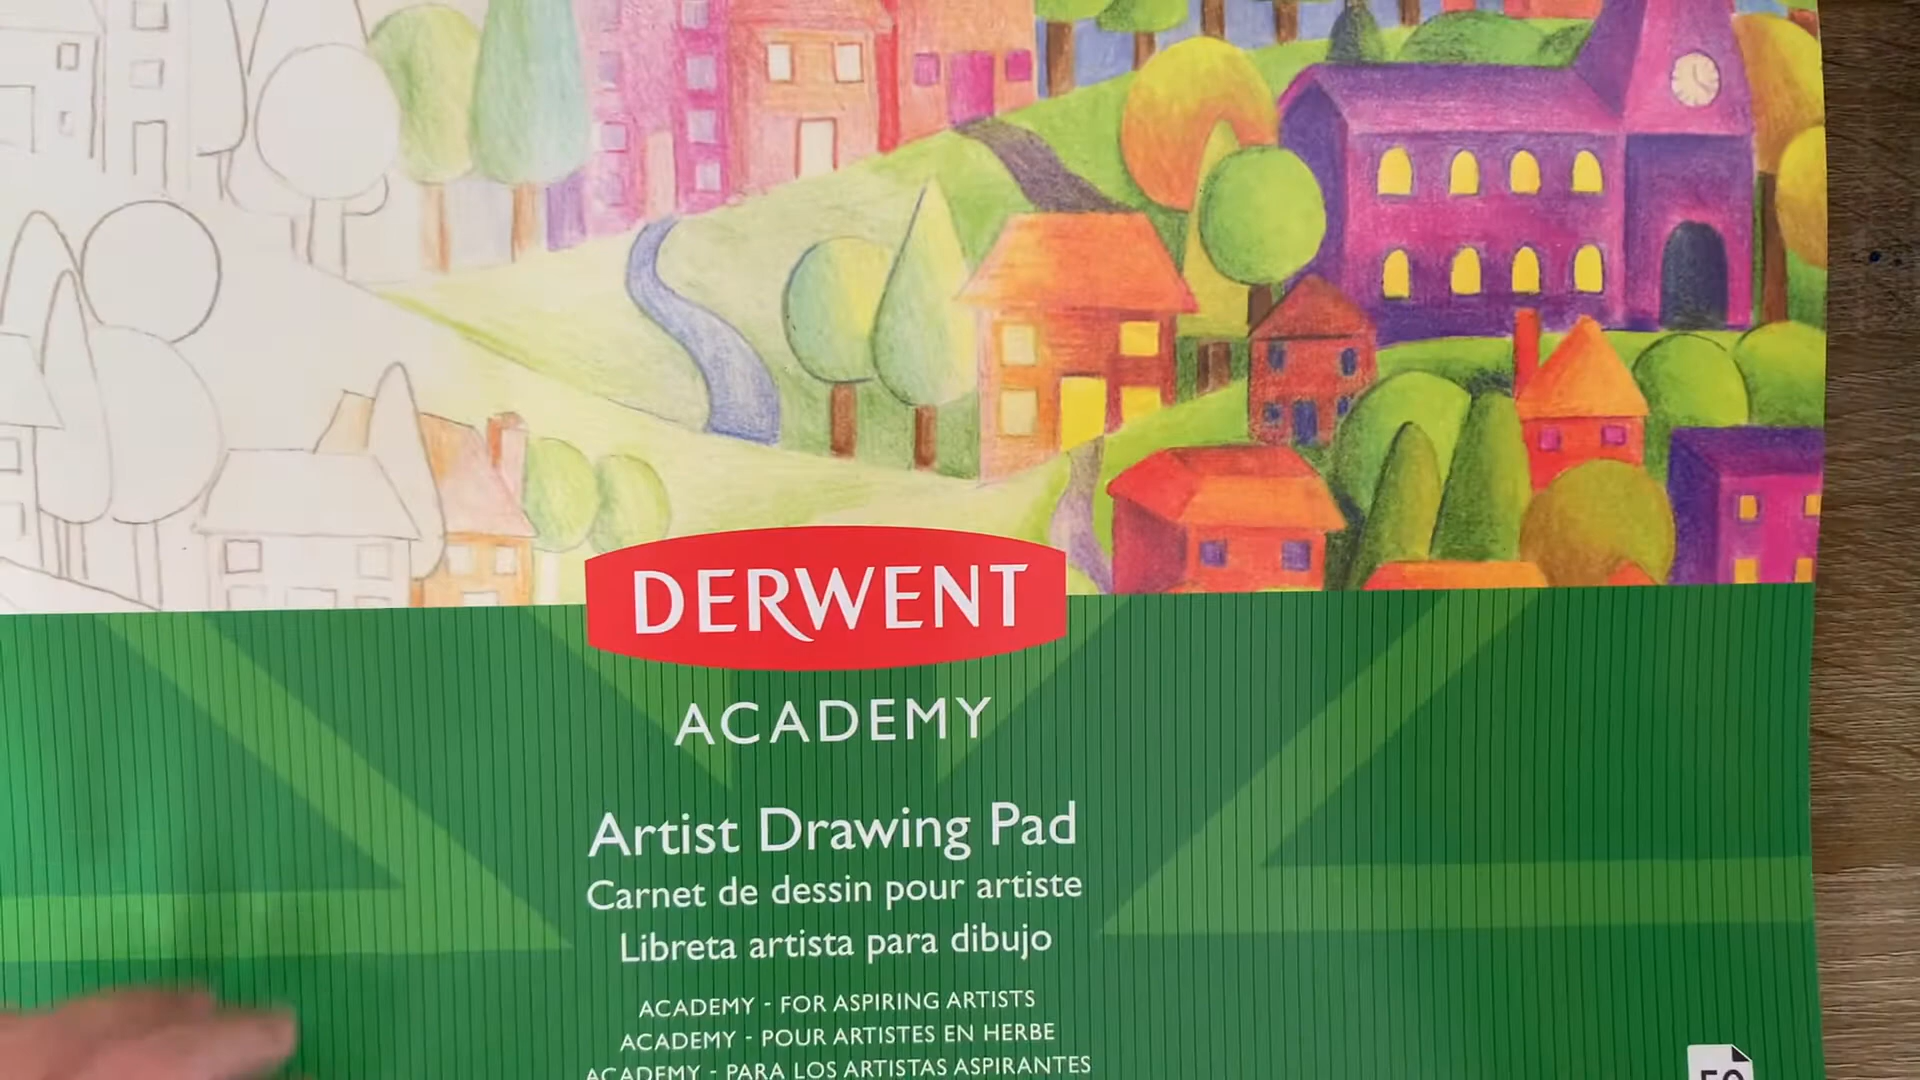 DERWENT
ACADEMY
Artist Drawing Pad
Carnet de dessin pour artiste
Libreta artista para dibujo
ACADEMY - FOR ASPIRING ARTISTS
ACADEMY - POUR ARTISTES EN HERBE
ACADEMY - PARA LOS ARTISTAS ASPIRANTES
50